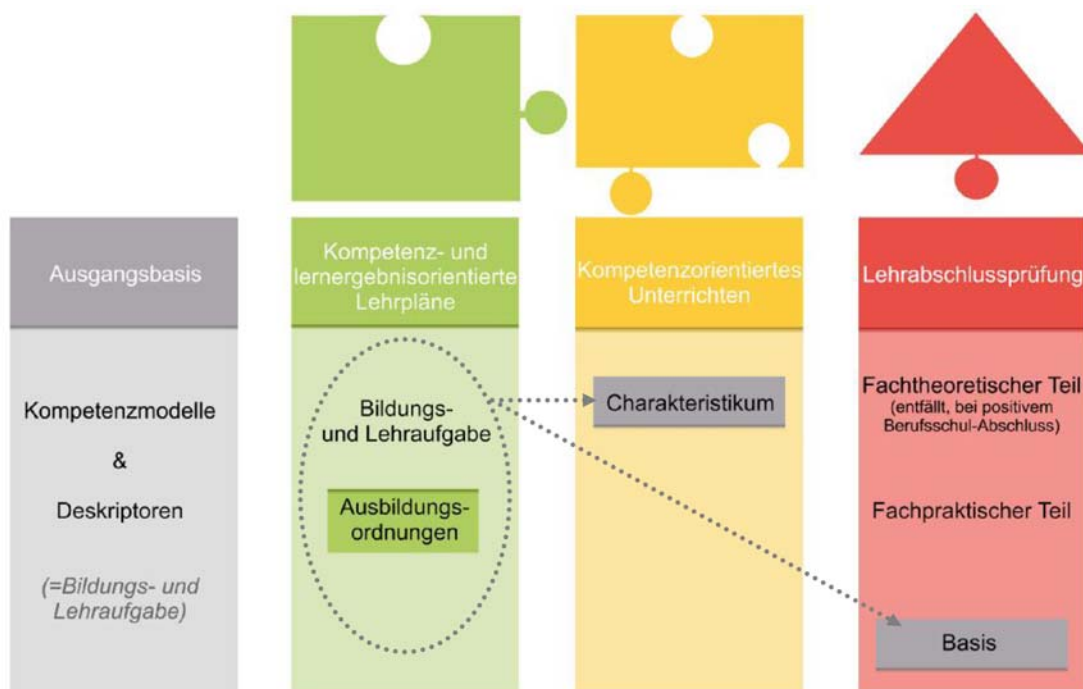 Ausgangsbasis
Kompetenzmodelle
&
Deskriptoren
(=Bildungs- und
Lehraufgabe)
Kompetenz- und
lernergebnisorientierte
Lehrpläne
Bildungs-
und Lehraufgabe
Ausbildungs-
ordnungen
Kompetenzorientiertes
Unterrichten
Charakteristikum
Lehrabschlussprüfung
Fachtheoretischer Teil
(entfällt, bei positivem
Berufsschul-Abschluss)
Fachpraktischer Teil
Basis